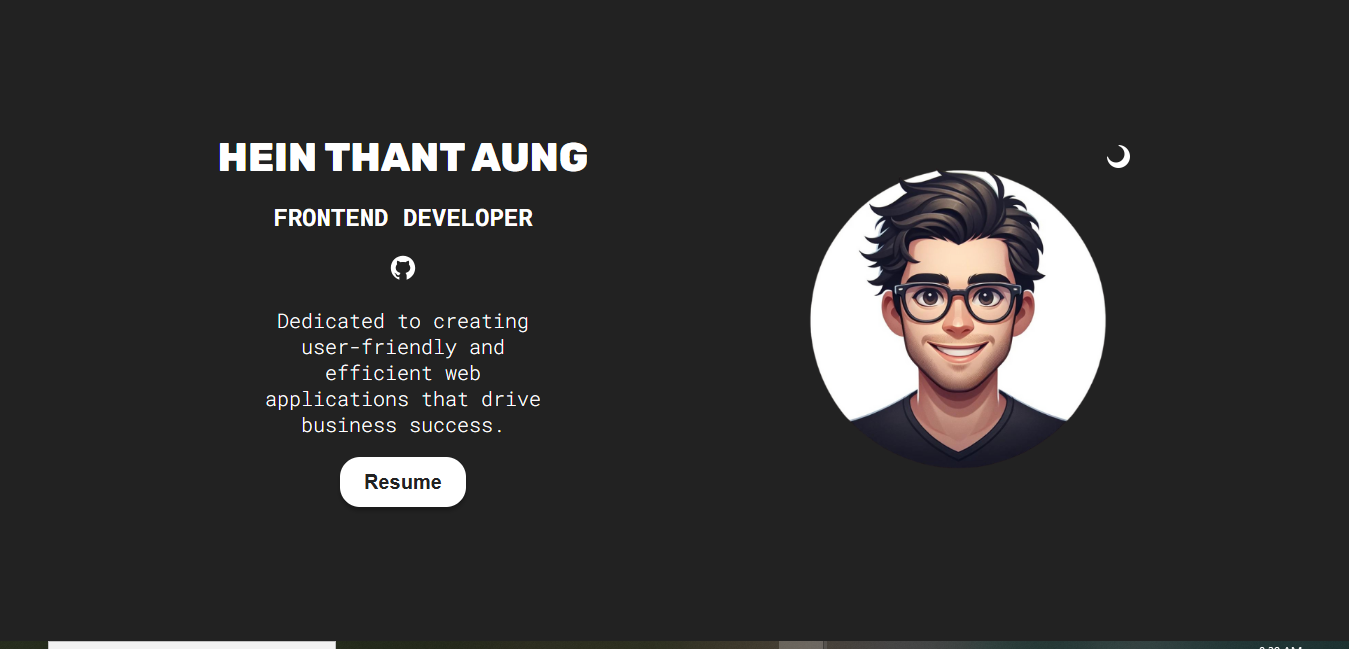 HEIN THANT AUNG
FRONTEND DEVELOPER
Dedicated to creating
user-friendly and
efficient web
applications that drive
business success.
Resume